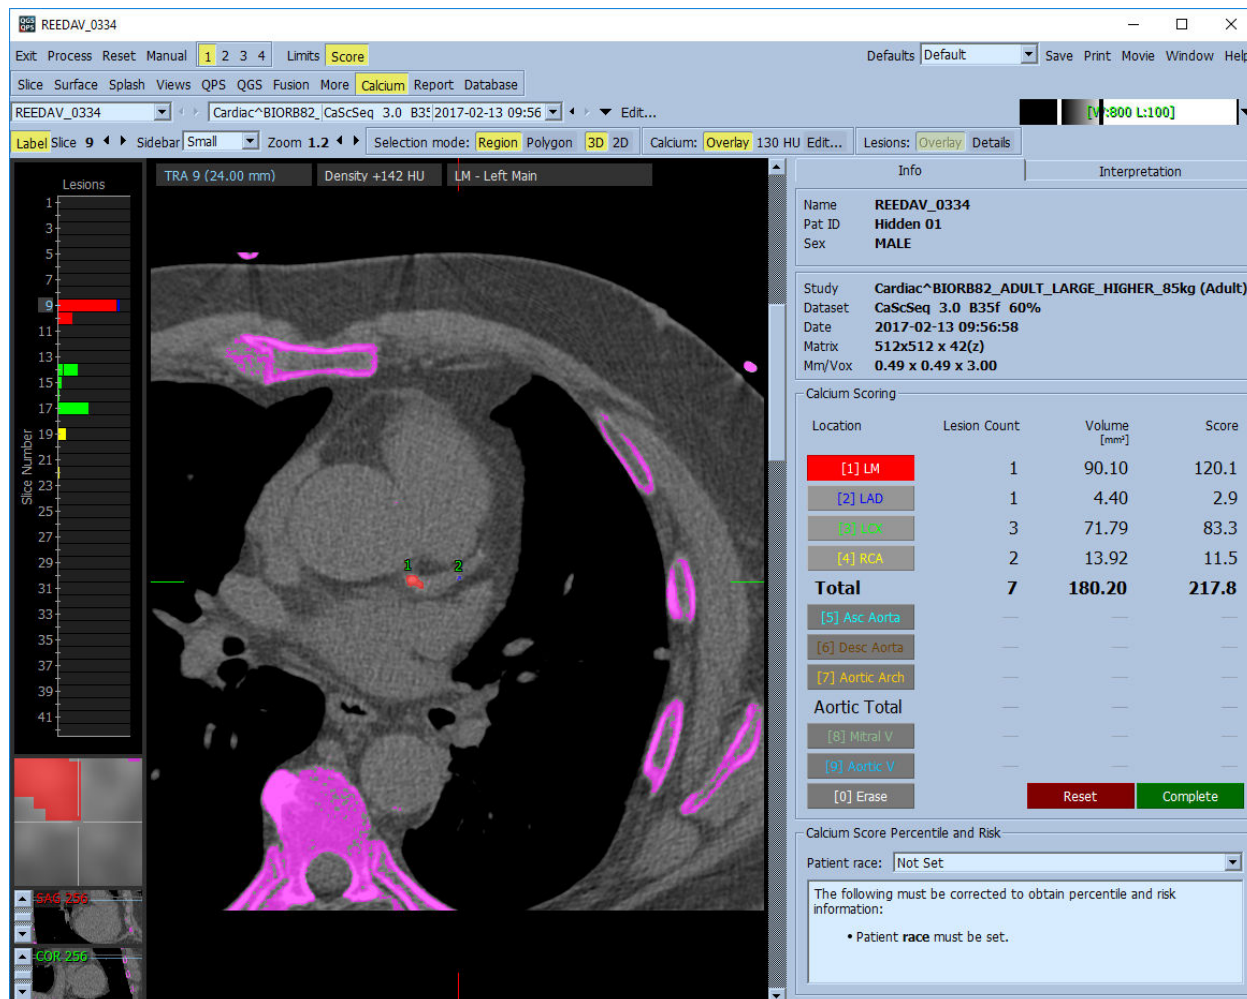 QGS
QPS
REEDAV_0334
Exit Process Reset Manual 1 2 3 4 Limits Score
Defaults Default Save Print Movie Window Help
Slice Surface Splash Views QPS QGS Fusion More Calcium Report Database
REEDAV_0334 Cardiac^BIORB82_ CaScSeq 3.0 B35f 2017-02-13 09:56 Edit...
[W:800 L:100]
Label Slice 9 Sidebar Small Zoom 1.2 Selection mode: Region Polygon 3D 2D Calcium: Overlay 130 HU Edit... Lesions: Overlay Details
Lesions
Slice Number
1
3
5
7
9
11
13
15
17
19
21
23
25
27
29
31
33
35
37
39
41
SAG 256
COR 256
TRA 9 (24.00 mm) Density +142 HU LM - Left Main
1 2
Info Interpretation
Name REEDAV_0334
Pat ID Hidden 01
Sex MALE
Study Cardiac^BIORB82_ADULT_LARGE_HIGHER_85kg (Adult)
Dataset CaScSeq 3.0 B35f 60%
Date 2017-02-13 09:56:58
Matrix 512x512 x 42(z)
Mm/Vox 0.49 x 0.49 x 3.00
Calcium Scoring
Location Lesion Count Volume Score
[mm³]
[1] LM 1 90.10 120.1
[2] LAD 1 4.40 2.9
[3] LCX 3 71.79 83.3
[4] RCA 2 13.92 11.5
Total 7 180.20 217.8
[5] Asc Aorta — — —
[6] Desc Aorta — — —
[7] Aortic Arch — — —
Aortic Total — — —
[8] Mitral V — — —
[9] Aortic V — — —
[0] Erase Reset Complete
Calcium Score Percentile and Risk
Patient race: Not Set
The following must be corrected to obtain percentile and risk
information:
• Patient race must be set.